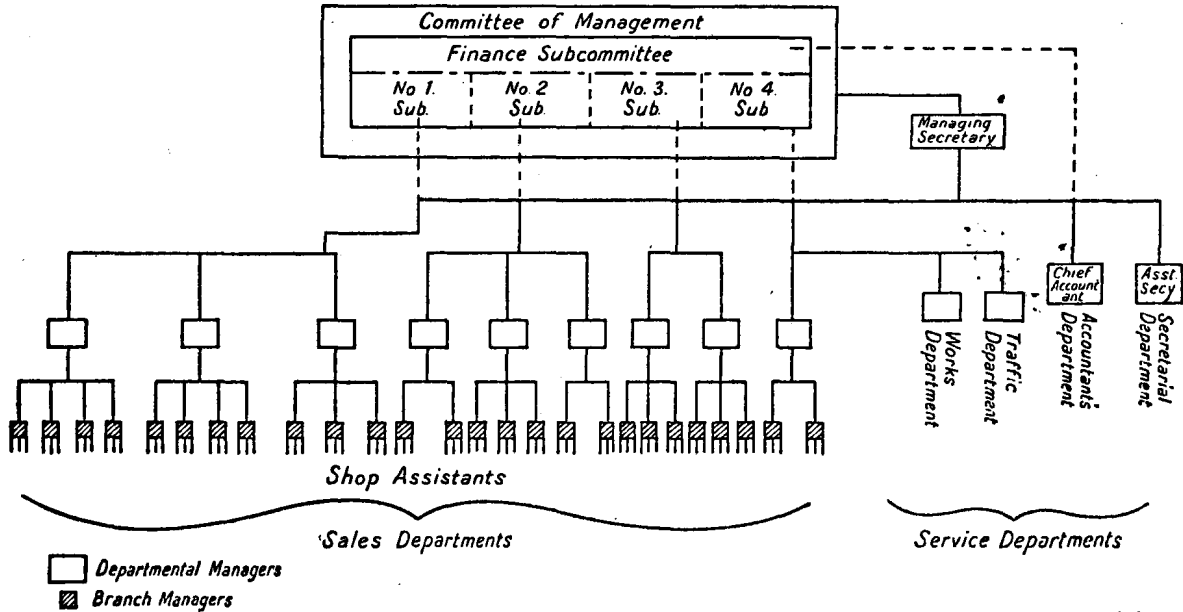 Committee of Management
Finance Subcommittee
No 1.
Sub.
No. 2
Sub
No. 3.
Sub.
No 4.
Sub
Managing
Secretary
Chief
Account
ant
Asst.
Secy
Works
Department
Traffic
Department
Accountant's
Department
Secretarial
Department
Shop Assistants
Sales Departments
Service Departments
Departmental Managers
Branch Managers